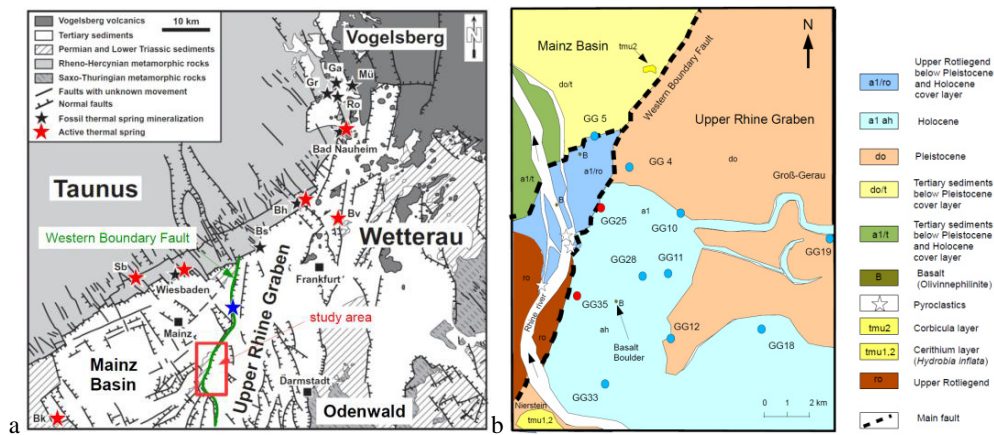 Vogelsberg volcanics
Tertiary sediments
Permian and Lower Triassic sediments
Rheno-Hercynian metamorphic rocks
Saxo-Thuringian metamorphic rocks
Faults with unknown movement
Normal faults
Fossil thermal spring mineralization
Active thermal spring
10 km
N
Vogelsberg
Ga
Mü
Gr
Ro
Bad Nauheim
Taunus
Bh
Bv
Wetterau
Western Boundary Fault
Bs
Sb
Wiesbaden
Frankfurt
Mainz
study area
Upper Rhine Graben
Mainz
Basin
Darmstadt
Odenwald
Bk
a
Mainz Basin
tmu2
N
Western Boundary Fault
do/t
GG 5
Upper Rhine Graben
B
GG 4
do
a1/ro
a1/t
Groß-Gerau
B
a1
do
GG25
GG10
GG19
ro
GG28
GG11
Rhine river
GG35
B
GG12
ah
Basalt
Boulder
GG18
ro
GG33
Nierstein
tmu1,2
0 1 2 km
b
a1/ro
Upper Rotliegend
below Pleistocene
and Holocene
cover layer
a1 ah
Holocene
do
Pleistocene
do/t
Tertiary sediments
below Pleistocene
cover layer
a1/t
Tertiary sediments
below Pleistocene
and Holocene
cover layer
B
Basalt
(Olivinnephilinite)
Pyroclastics
tmu2
Corbicula layer
tmu1,2
Cerithium layer
(Hydrobia inflata)
ro
Upper Rotliegend
Main fault